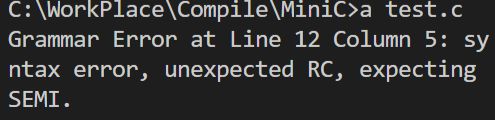 C:\WorkPlace\Compile\MiniC>a test.c
Grammar Error at Line 12 Column 5: sy
ntax error, unexpected RC, expecting
SEMI.